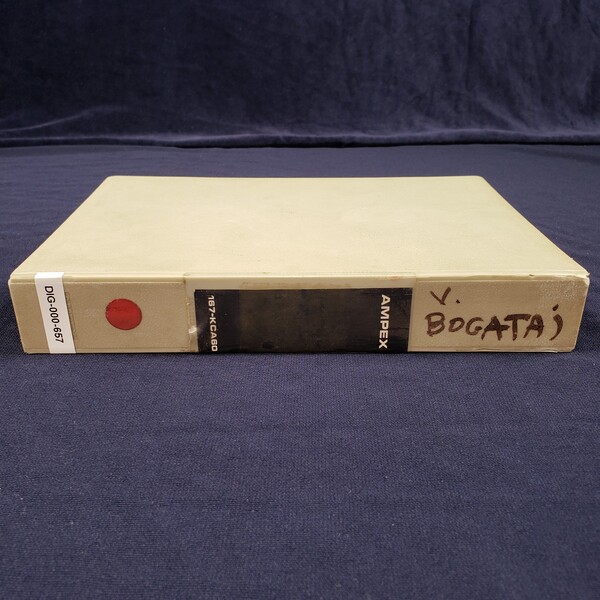 DIG-000-657
167-KCA60
AMPEX
V.
BOGATAj